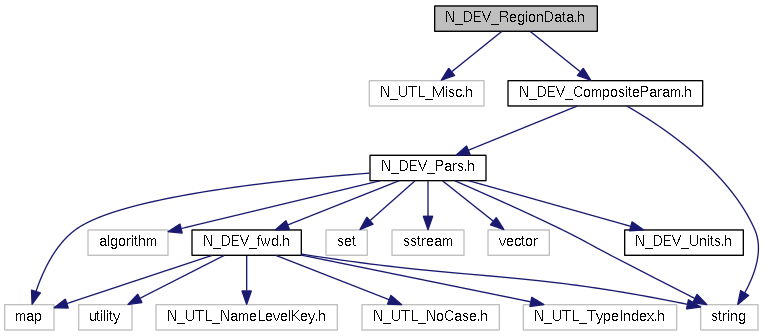 N_DEV_RegionData.h
N_UTL_Misc.h
N_DEV_CompositeParam.h
N_DEV_Pars.h
algorithm
N_DEV_fwd.h
set
sstream
vector
N_DEV_Units.h
map
utility
N_UTL_NameLevelKey.h
N_UTL_NoCase.h
N_UTL_TypeIndex.h
string